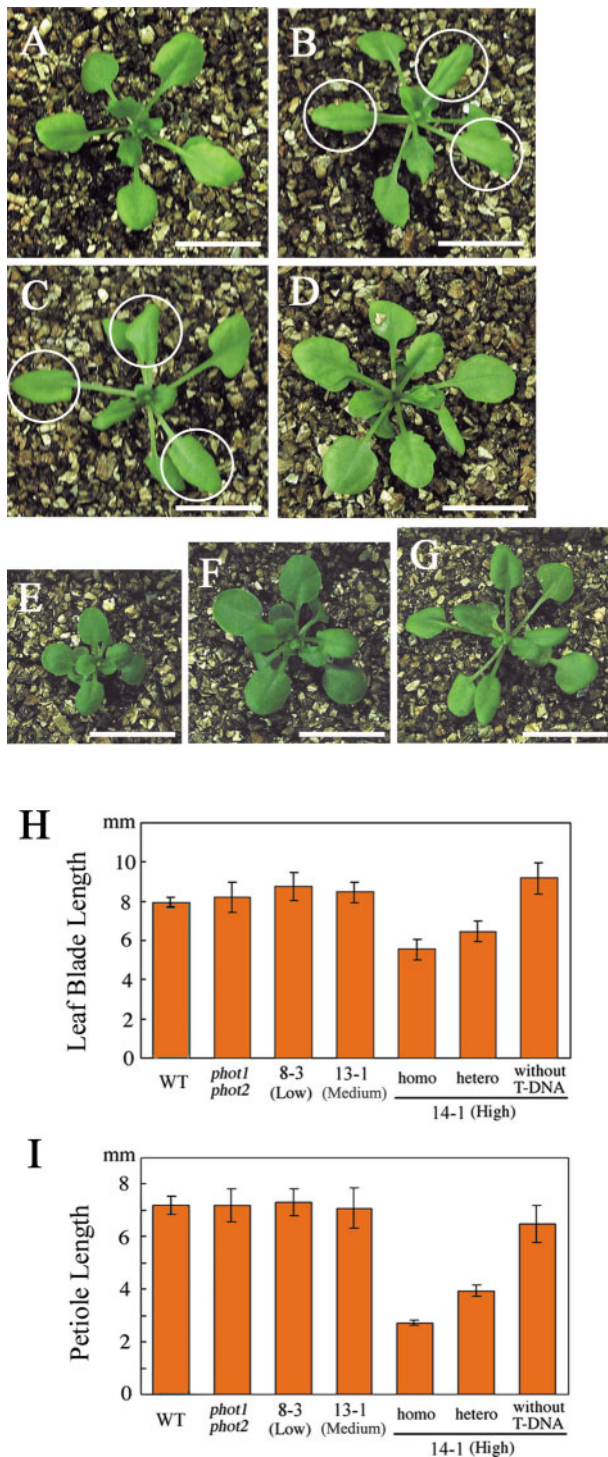 A
B
C
D
E
F
G
H
mm
10
8
6
4
2
0
Leaf Blade Length
WT
phot1
phot2
8-3
(Low)
13-1
(Medium)
homo
hetero
without
T-DNA
14-1 (High)
I
mm
8
6
4
2
0
Petiole Length
WT
phot1
phot2
8-3
(Low)
13-1
(Medium)
homo
hetero
without
T-DNA
14-1 (High)